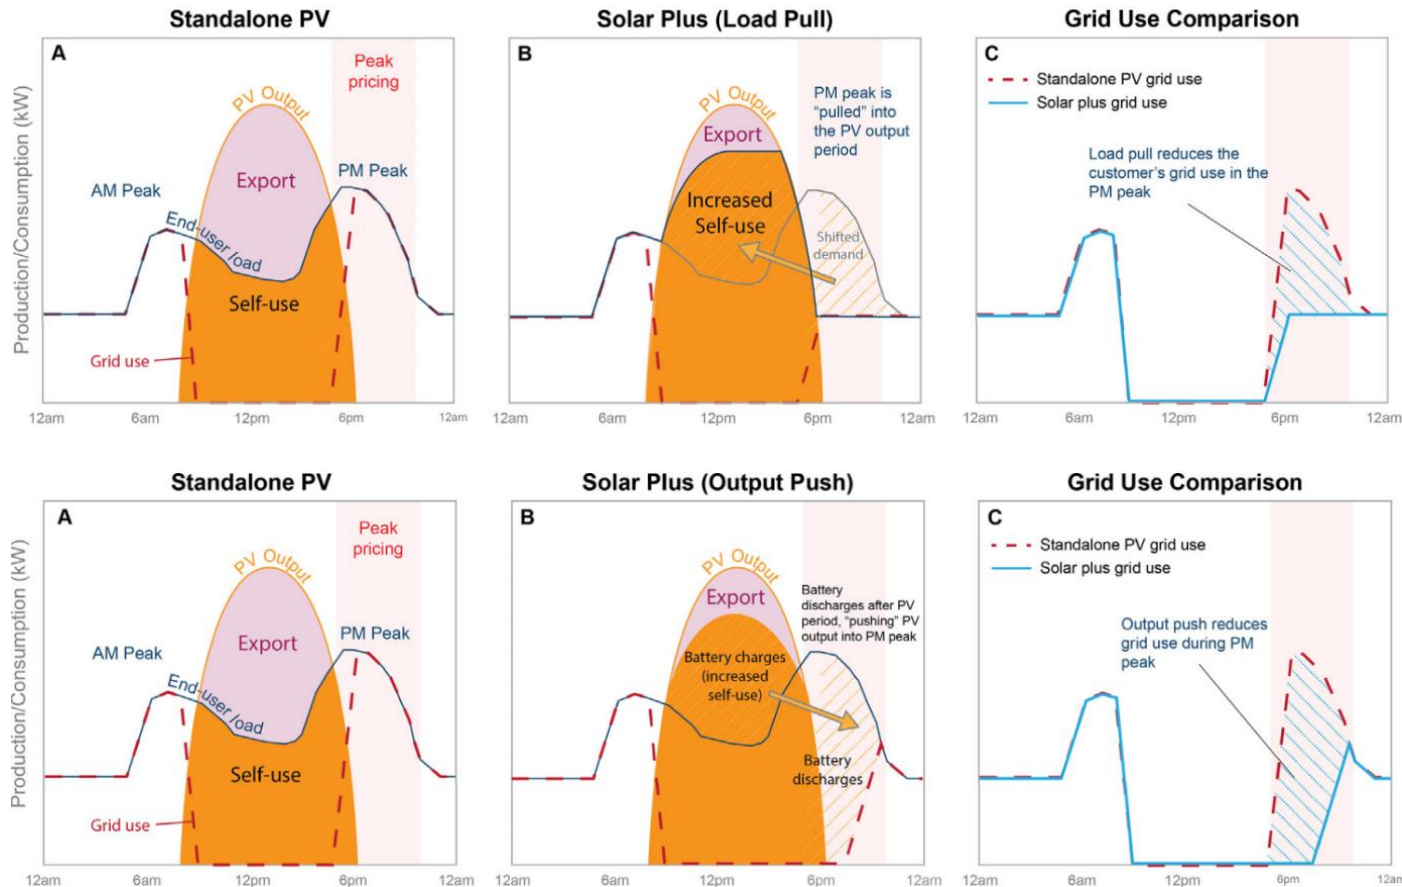 Standalone PV
A
Peak
pricing
PV Output
AM Peak
Export
PM Peak
End-user load
Self-use
Grid use
Production/Consumption (kW)
12am
6am
12pm
6pm
12am
Solar Plus (Load Pull)
B
PV Output
Export
PM peak is
“pulled” into
the PV output
period
Increased
Self-use
Shifted
demand
12am
6am
12pm
6pm
12am
Grid Use Comparison
C
Standalone PV grid use
Solar plus grid use
Load pull reduces the
customer’s grid use in the
PM peak
12am
6am
12pm
6pm
12am
Standalone PV
A
Peak
pricing
PV Output
AM Peak
Export
PM Peak
End-user load
Self-use
Grid use
Production/Consumption (kW)
12am
6am
12pm
6pm
12am
Solar Plus (Output Push)
B
PV Output
Export
Battery
discharges after PV
period, “pushing” PV
output into PM peak
Battery charges
(increased
self-use)
Battery
discharges
12am
6am
12pm
6pm
12am
Grid Use Comparison
C
Standalone PV grid use
Solar plus grid use
Output push reduces
grid use during PM
peak
12am
6am
12pm
6pm
12am